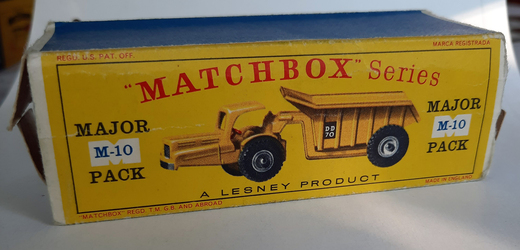 REGD. U.S. PAT. OFF.
MARCA REGISTRADA
"MATCHBOX" Series
MAJOR
M-10
PACK
DD
70
MAJOR
M-10
PACK
A LESNEY PRODUCT
MADE IN ENGLAND
"MATCHBOX" REGD. T.M. G.B. AND ABROAD